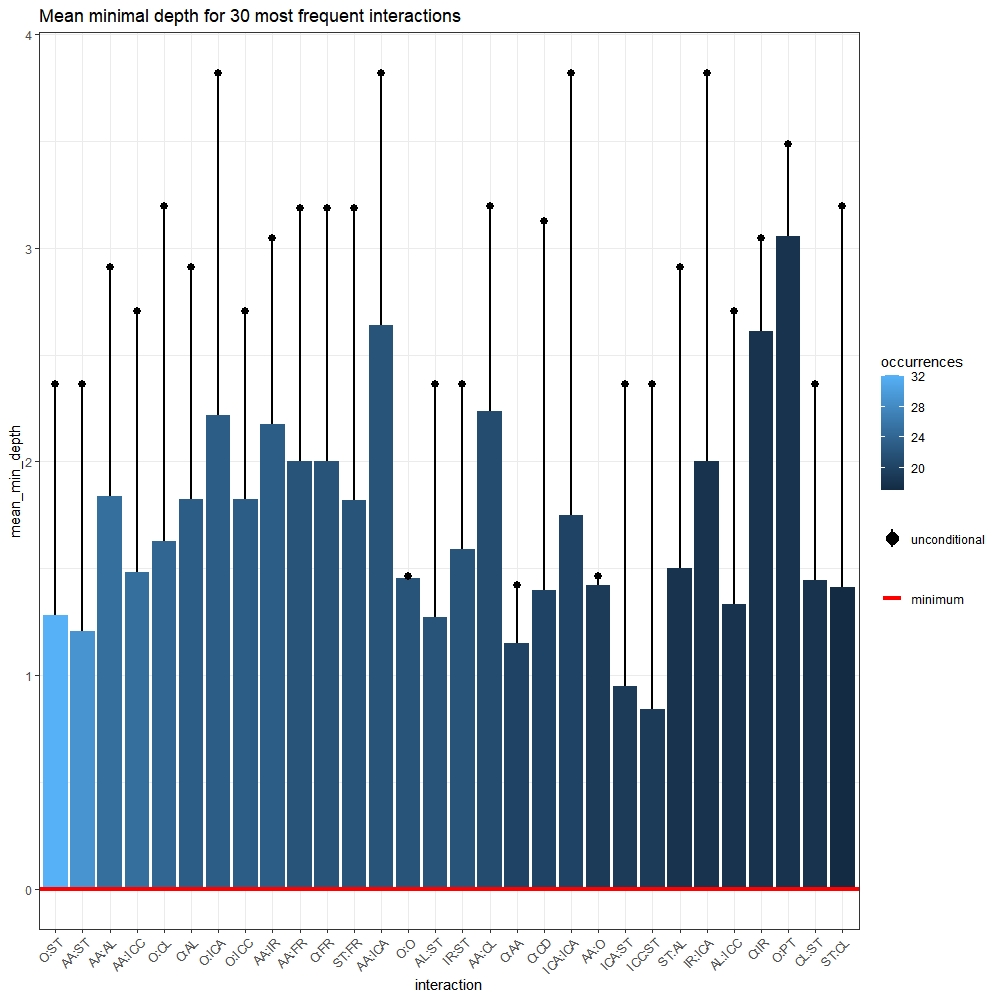 Mean minimal depth for 30 most frequent interactions
4
3
2
1
0
mean_min_depth
O:ST
AA:ST
AA:AL
AA:ICC
O:CL
O:AL
O:ICA
O:ICC
AA:IR
AA:FR
O:FR
ST:FR
AA:ICA
O:O
AL:ST
IR:ST
AA:CL
O:AA
O:CD
ICA:ICA
AA:O
ICA:ST
ICC:ST
ST:AL
IR:ICA
AL:ICC
O:IR
O:PT
CL:ST
ST:CL
interaction
occurrences
32
28
24
20
unconditional
minimum